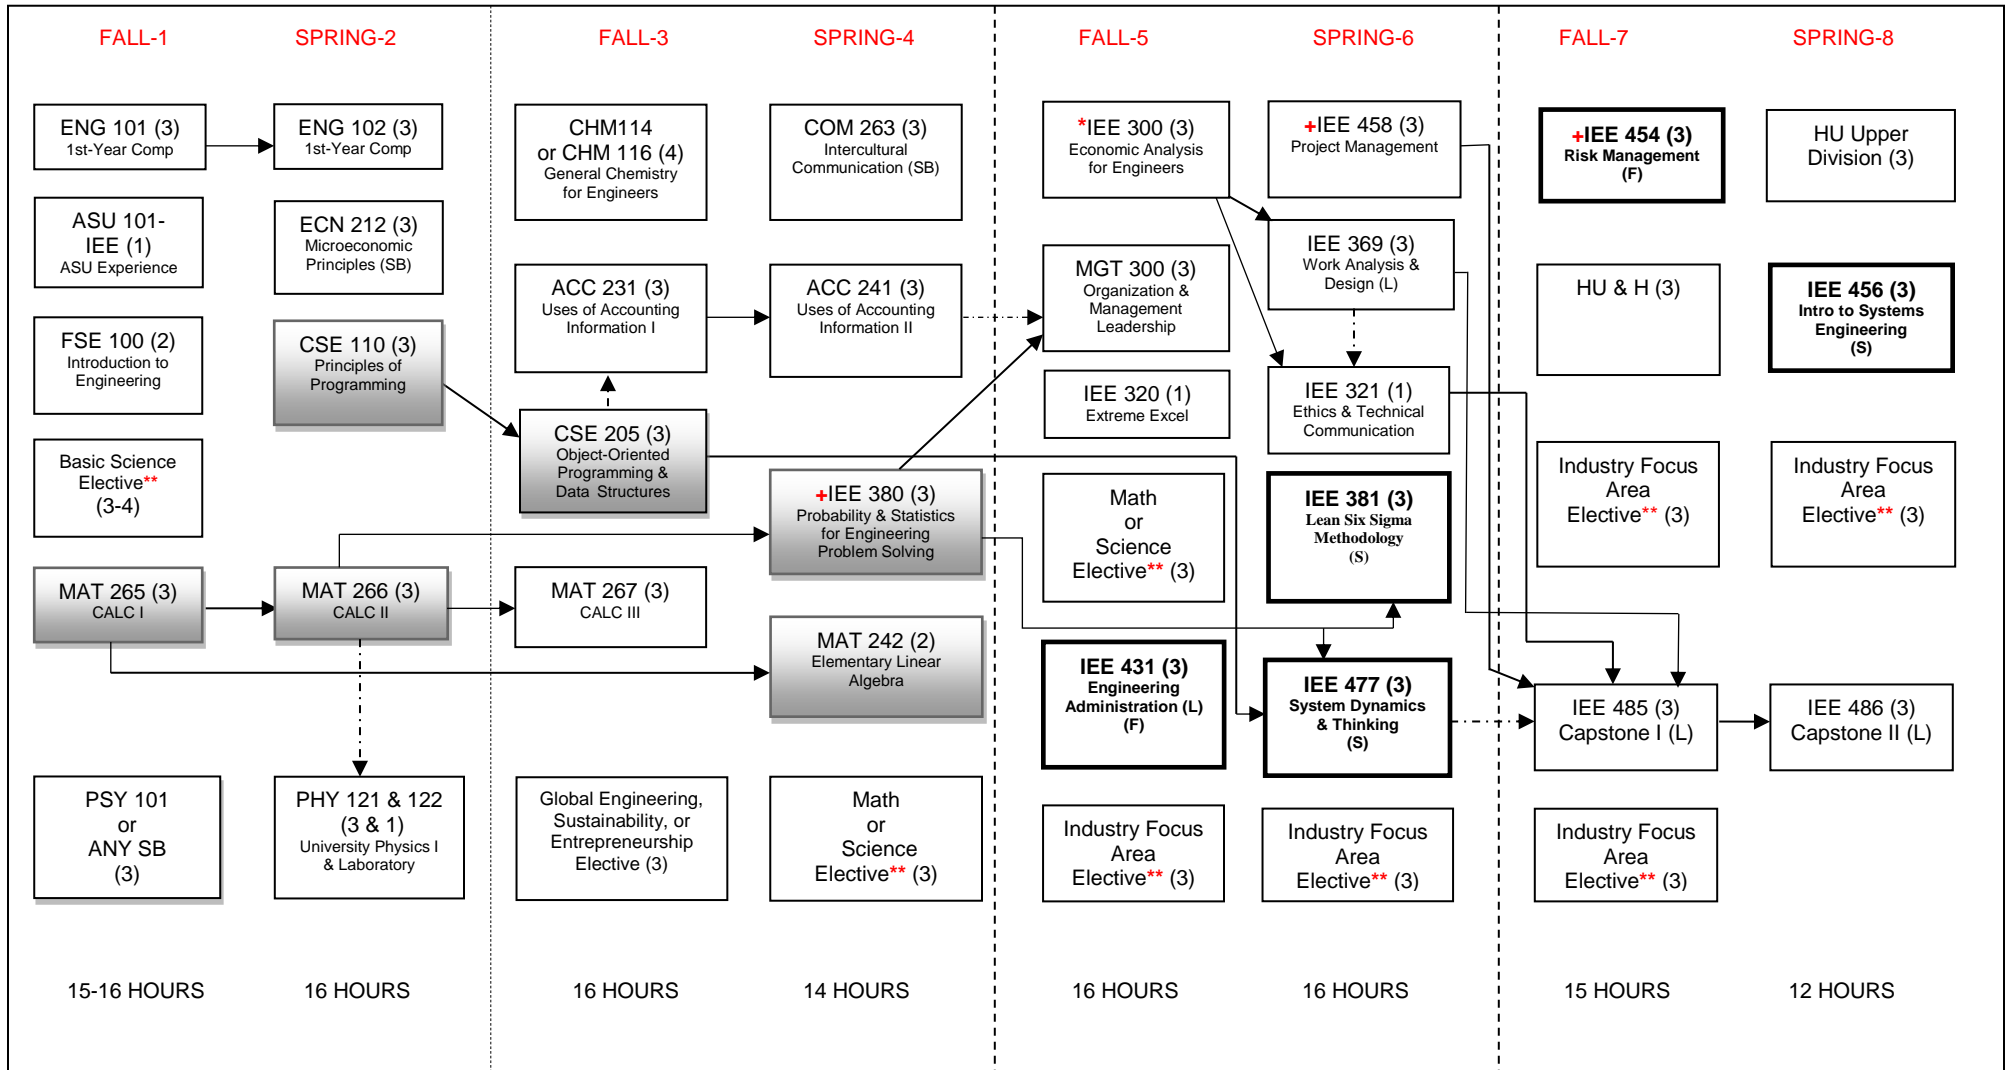 FALL-1
SPRING-2
FALL-3
SPRING-4
FALL-5
SPRING-6
FALL-7
SPRING-8
ENG 101 (3)
1st-Year Comp
ASU 101-
IEE (1)
ASU Experience
FSE 100 (2)
Introduction to
Engineering
Basic Science
Elective**
(3-4)
MAT 265 (3)
CALC I
PSY 101
or
ANY SB
(3)
15-16 HOURS
ENG 102 (3)
1st-Year Comp
ECN 212 (3)
Microeconomic
Principles (SB)
CSE 110 (3)
Principles of
Programming
MAT 266 (3)
CALC II
PHY 121 & 122
(3 & 1)
University Physics I
& Laboratory
16 HOURS
CHM114
or CHM 116 (4)
General Chemistry
for Engineers
ACC 231 (3)
Uses of Accounting
Information I
CSE 205 (3)
Object-Oriented
Programming &
Data Structures
MAT 267 (3)
CALC III
Global Engineering,
Sustainability, or
Entrepreneurship
Elective (3)
16 HOURS
COM 263 (3)
Intercultural
Communication (SB)
ACC 241 (3)
Uses of Accounting
Information II
+IEE 380 (3)
Probability & Statistics
for Engineering
Problem Solving
MAT 242 (2)
Elementary Linear
Algebra
Math
or
Science
Elective** (3)
14 HOURS
*IEE 300 (3)
Economic Analysis
for Engineers
MGT 300 (3)
Organization &
Management
Leadership
IEE 320 (1)
Extreme Excel
Math
or
Science
Elective** (3)
IEE 431 (3)
Engineering
Administration (L)
(F)
Industry Focus
Area
Elective** (3)
16 HOURS
+IEE 458 (3)
Project Management
IEE 369 (3)
Work Analysis &
Design (L)
IEE 321 (1)
Ethics & Technical
Communication
IEE 381 (3)
Lean Six Sigma
Methodology
(S)
IEE 477 (3)
System Dynamics
& Thinking
(S)
Industry Focus
Area
Elective** (3)
16 HOURS
+IEE 454 (3)
Risk Management
(F)
HU & H (3)
Industry Focus
Area
Elective** (3)
IEE 485 (3)
Capstone I (L)
Industry Focus
Area
Elective** (3)
15 HOURS
HU Upper
Division (3)
IEE 456 (3)
Intro to Systems
Engineering
(S)
Industry Focus
Area
Elective** (3)
IEE 486 (3)
Capstone II (L)
12 HOURS